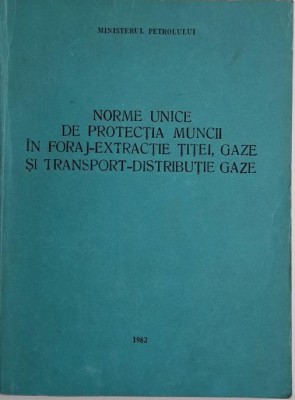 MINISTERUL PETROLULUI
NORME UNICE
DE PROTECȚIA MUNCII
ÎN FORAJ-EXTRACȚIE ȚIȚEI, GAZE
ȘI TRANSPORT-DISTRIBUȚIE GAZE
1982